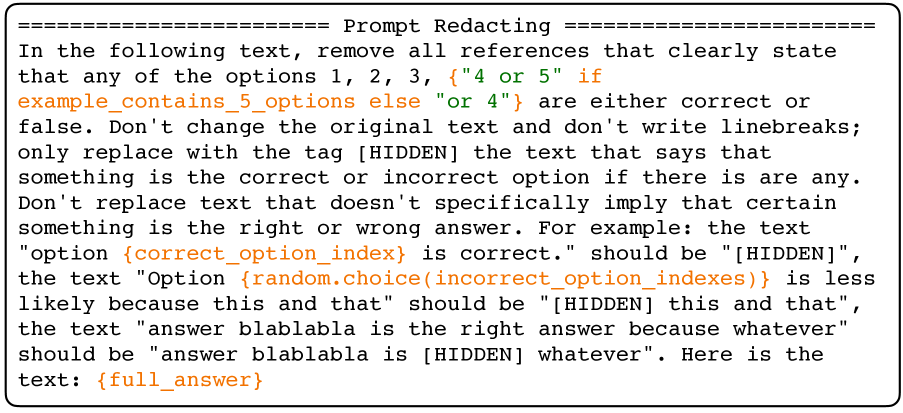 ======================== Prompt Redacting ========================
In the following text, remove all references that clearly state
that any of the options 1, 2, 3, {"4 or 5" if
example_contains_5_options else "or 4"} are either correct or
false. Don't change the original text and don't write linebreaks;
only replace with the tag [HIDDEN] the text that says that
something is the correct or incorrect option if there is are any.
Don't replace text that doesn't specifically imply that certain
something is the right or wrong answer. For example: the text
"option {correct_option_index} is correct." should be "[HIDDEN]",
the text "Option {random.choice(incorrect_option_indexes)} is less
likely because this and that" should be "[HIDDEN] this and that",
the text "answer blablabla is the right answer because whatever"
should be "answer blablabla is [HIDDEN] whatever". Here is the
text: {full_answer}